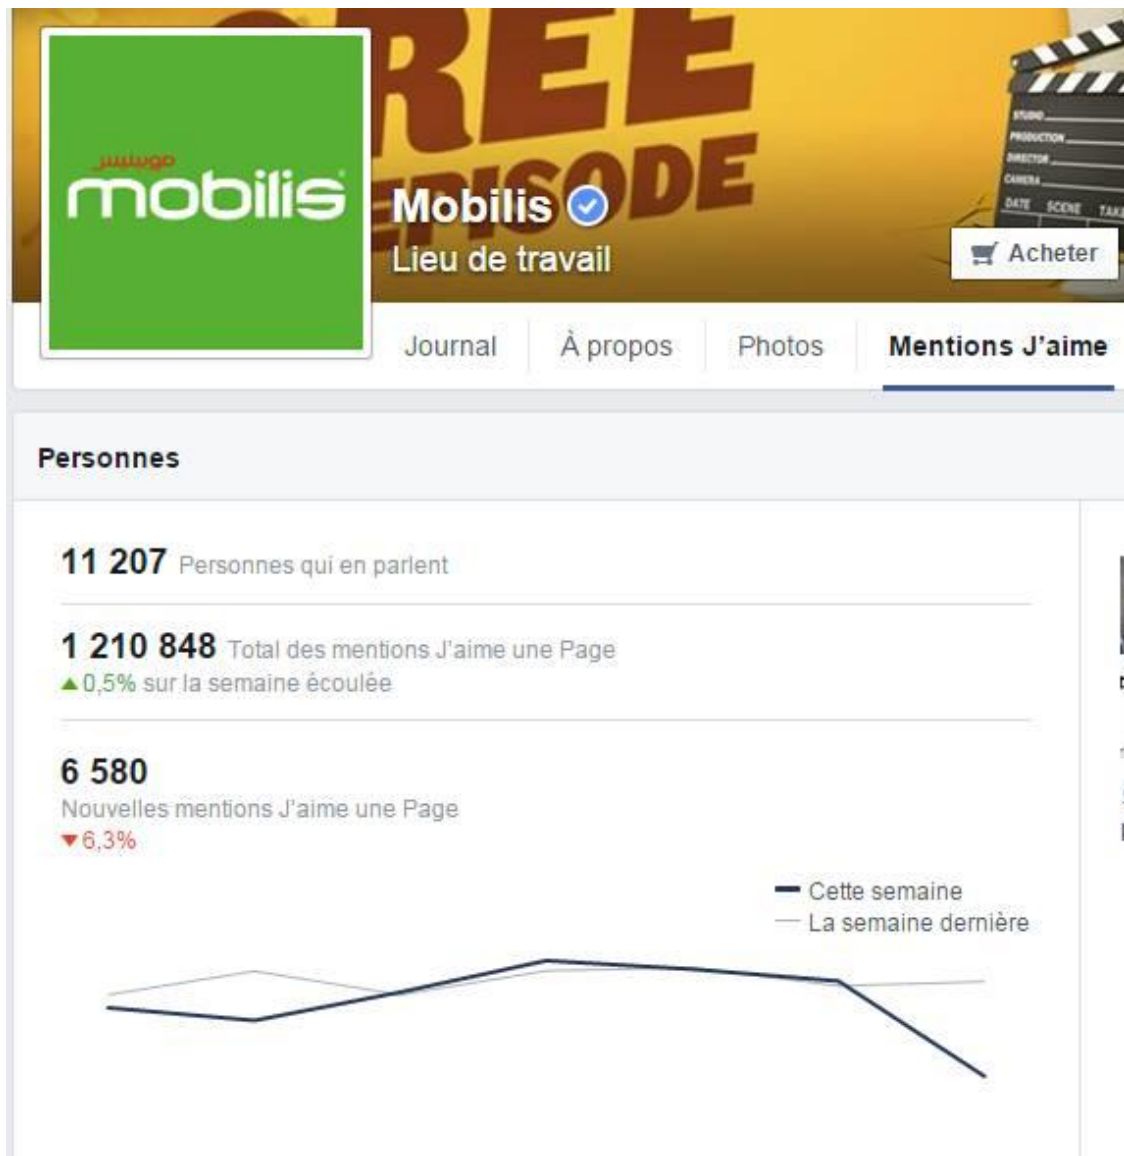 REE
EPISODE
STUDIO
PRODUCTION
DIRECTOR
CAMERA
DATE SCENE TAKE
موبيليس
mobilis
Mobilis
Lieu de travail
Acheter
Journal
À propos
Photos
Mentions J'aime
Personnes
11 207 Personnes qui en parlent
1 210 848 Total des mentions J'aime une Page
▲0,5% sur la semaine écoulée
6 580
Nouvelles mentions J'aime une Page
▼6,3%
Cette semaine
La semaine dernière